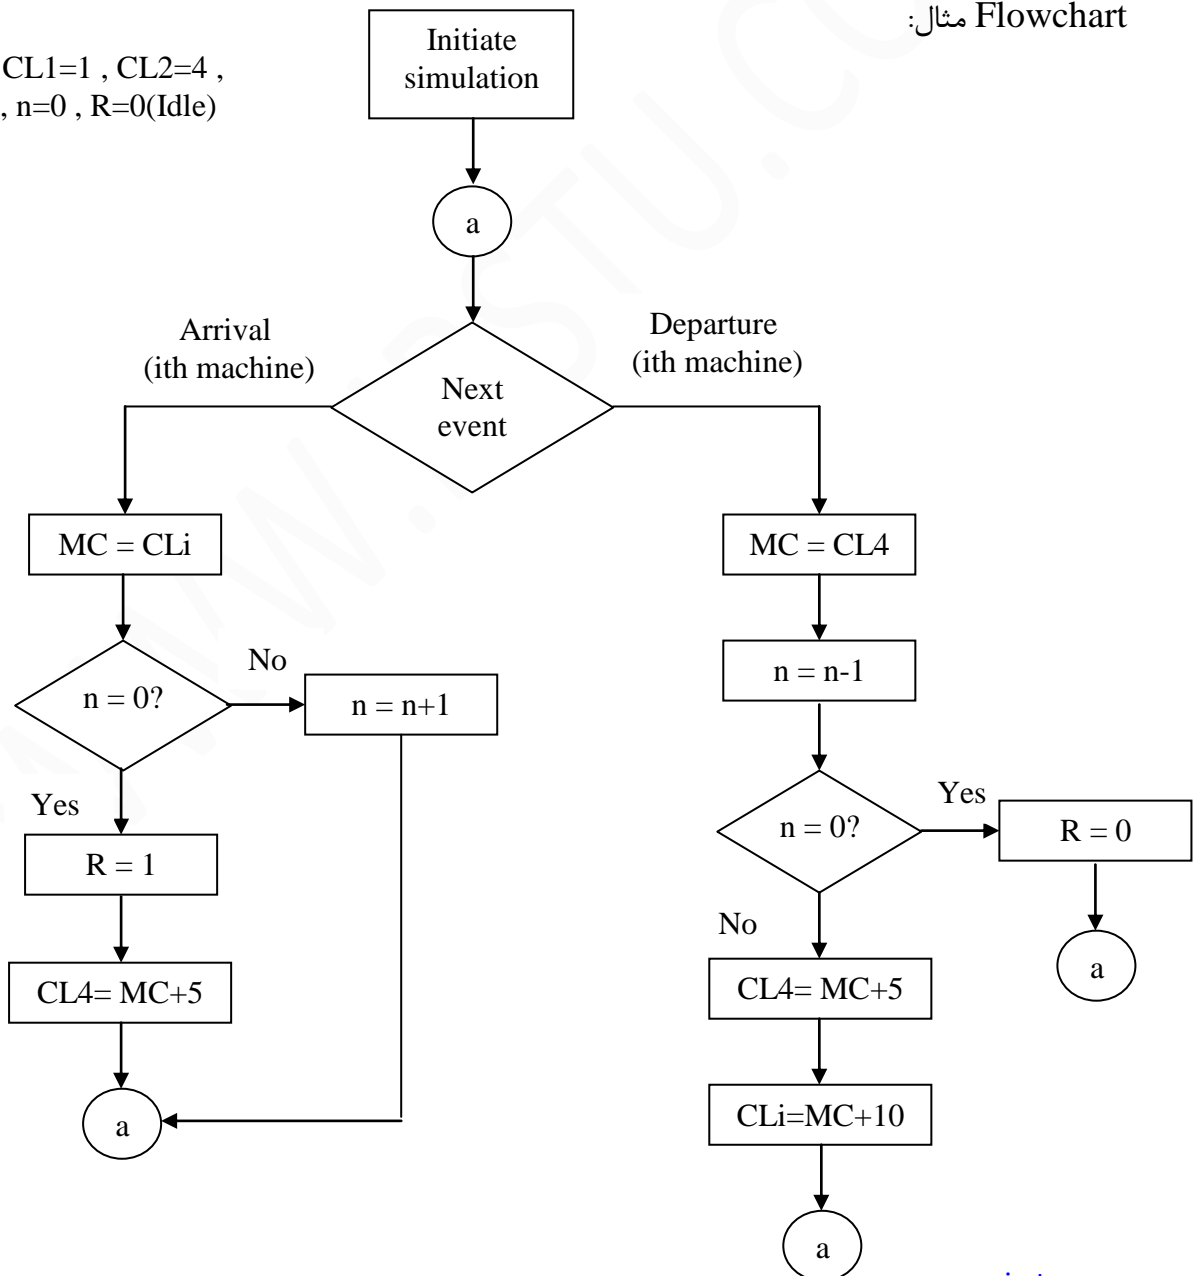 Flowchart مثال:
CL1=1 , CL2=4 ,
, n=0 , R=0(Idle)
Initiate
simulation
a
Arrival
(ith machine)
Departure
(ith machine)
Next
event
MC = CLi
n = 0?
No
n = n+1
Yes
R = 1
CL4= MC+5
a
MC = CL4
n = n-1
n = 0?
Yes
R = 0
a
No
CL4= MC+5
CLi=MC+10
a